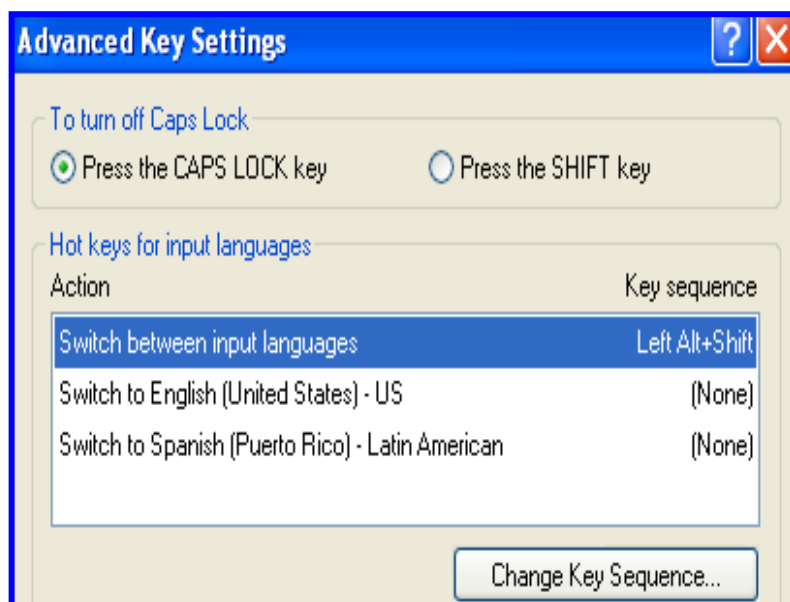 Advanced Key Settings
To turn off Caps Lock
Press the CAPS LOCK key Press the SHIFT key
Hot keys for input languages
Action Key sequence
Switch between input languages Left Alt+Shift
Switch to English (United States) - US (None)
Switch to Spanish (Puerto Rico) - Latin American (None)
Change Key Sequence...